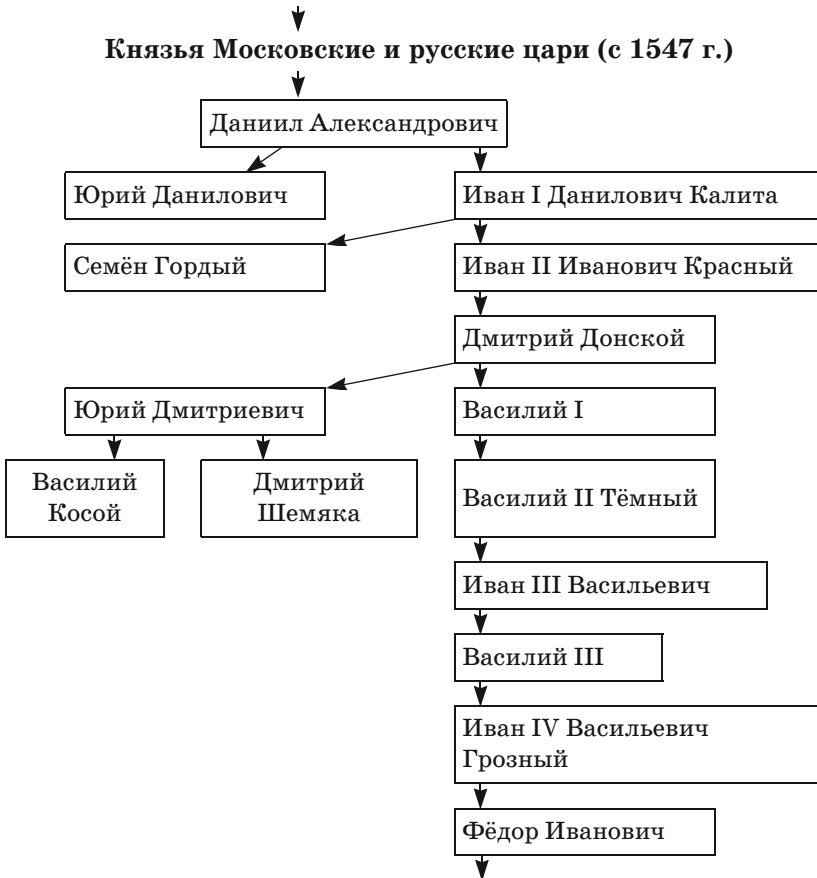 Князья Московские и русские цари (с 1547 г.)
Даниил Александрович
Юрий Данилович
Иван I Данилович Калита
Семён Гордый
Иван II Иванович Красный
Дмитрий Донской
Юрий Дмитриевич
Василий I
Василий
Косой
Дмитрий
Шемяка
Василий II Тёмный
Иван III Васильевич
Василий III
Иван IV Васильевич
Грозный
Фёдор Иванович